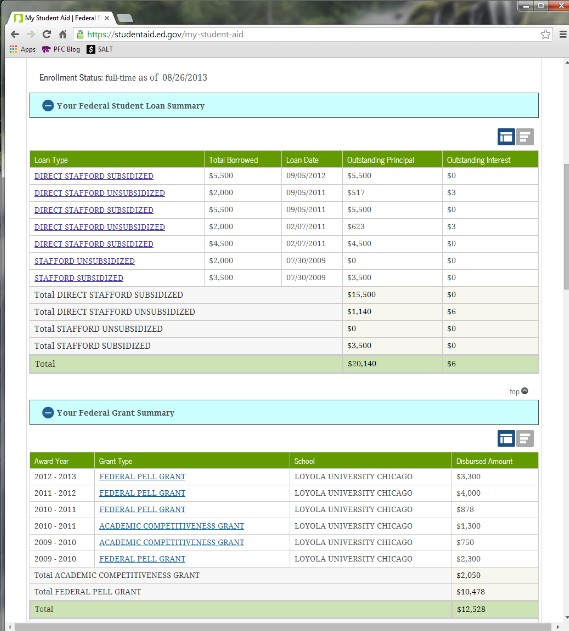 My Student Aid | Federal
https://studentaid.ed.gov/my-student-aid
Apps PFC Blog $ SALT
Enrollment Status: full-time as of 08/26/2013
Your Federal Student Loan Summary
Loan Type Total Borrowed Loan Date Outstanding Principal Outstanding Interest
DIRECT STAFFORD SUBSIDIZED $5,500 09/05/2012 $5,500 $0
DIRECT STAFFORD UNSUBSIDIZED $2,000 09/05/2011 $517 $3
DIRECT STAFFORD SUBSIDIZED $5,500 09/05/2011 $5,500 $0
DIRECT STAFFORD UNSUBSIDIZED $2,000 02/07/2011 $623 $3
DIRECT STAFFORD SUBSIDIZED $4,500 02/07/2011 $4,500 $0
STAFFORD UNSUBSIDIZED $2,000 07/30/2009 $0 $0
STAFFORD SUBSIDIZED $3,500 07/30/2009 $3,500 $0
Total DIRECT STAFFORD SUBSIDIZED $15,500 $0
Total DIRECT STAFFORD UNSUBSIDIZED $1,140 $6
Total STAFFORD UNSUBSIDIZED $0 $0
Total STAFFORD SUBSIDIZED $3,500 $0
Total $20,140 $6
top
Your Federal Grant Summary
Award Year Grant Type School Disbursed Amount
2012 - 2013 FEDERAL PELL GRANT LOYOLA UNIVERSITY CHICAGO $3,300
2011 - 2012 FEDERAL PELL GRANT LOYOLA UNIVERSITY CHICAGO $4,000
2010 - 2011 FEDERAL PELL GRANT LOYOLA UNIVERSITY CHICAGO $878
2010 - 2011 ACADEMIC COMPETITIVENESS GRANT LOYOLA UNIVERSITY CHICAGO $1,300
2009 - 2010 ACADEMIC COMPETITIVENESS GRANT LOYOLA UNIVERSITY CHICAGO $750
2009 - 2010 FEDERAL PELL GRANT LOYOLA UNIVERSITY CHICAGO $2,300
Total ACADEMIC COMPETITIVENESS GRANT $2,050
Total FEDERAL PELL GRANT $10,478
Total $12,528